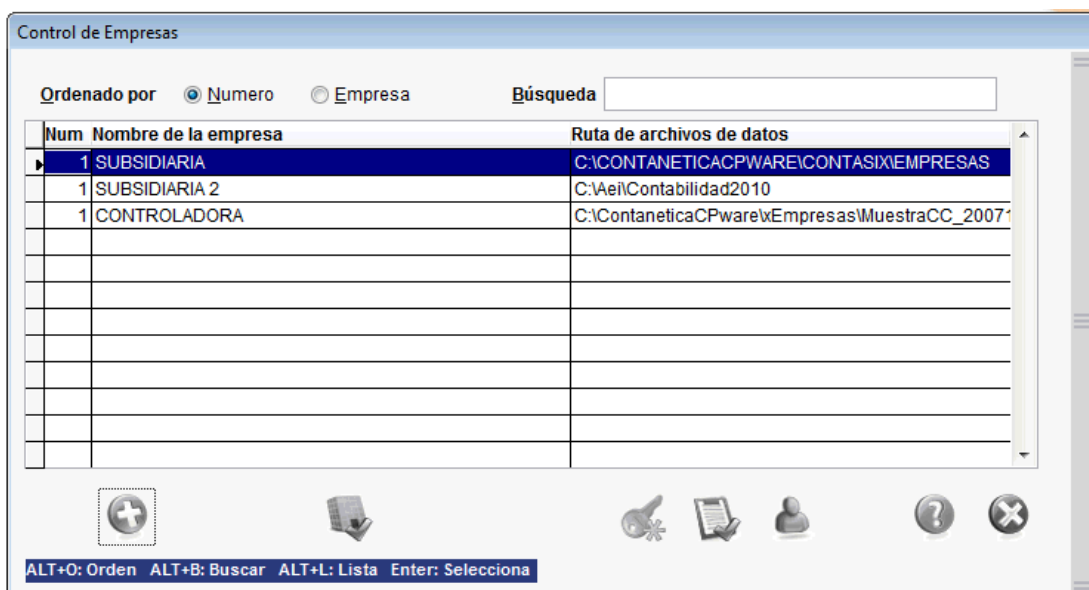 Control de Empresas
Ordenado por Numero Empresa Búsqueda
Num Nombre de la empresa Ruta de archivos de datos
1 SUBSIDIARIA C:\CONTANETICACPWARE\CONTASIX\EMPRESAS
1 SUBSIDIARIA 2 C:\Aei\Contabilidad2010
1 CONTROLADORA C:\ContaneticaCPware\xEmpresas\MuestraCC_20071
ALT+O: Orden ALT+B: Buscar ALT+L: Lista Enter: Selecciona